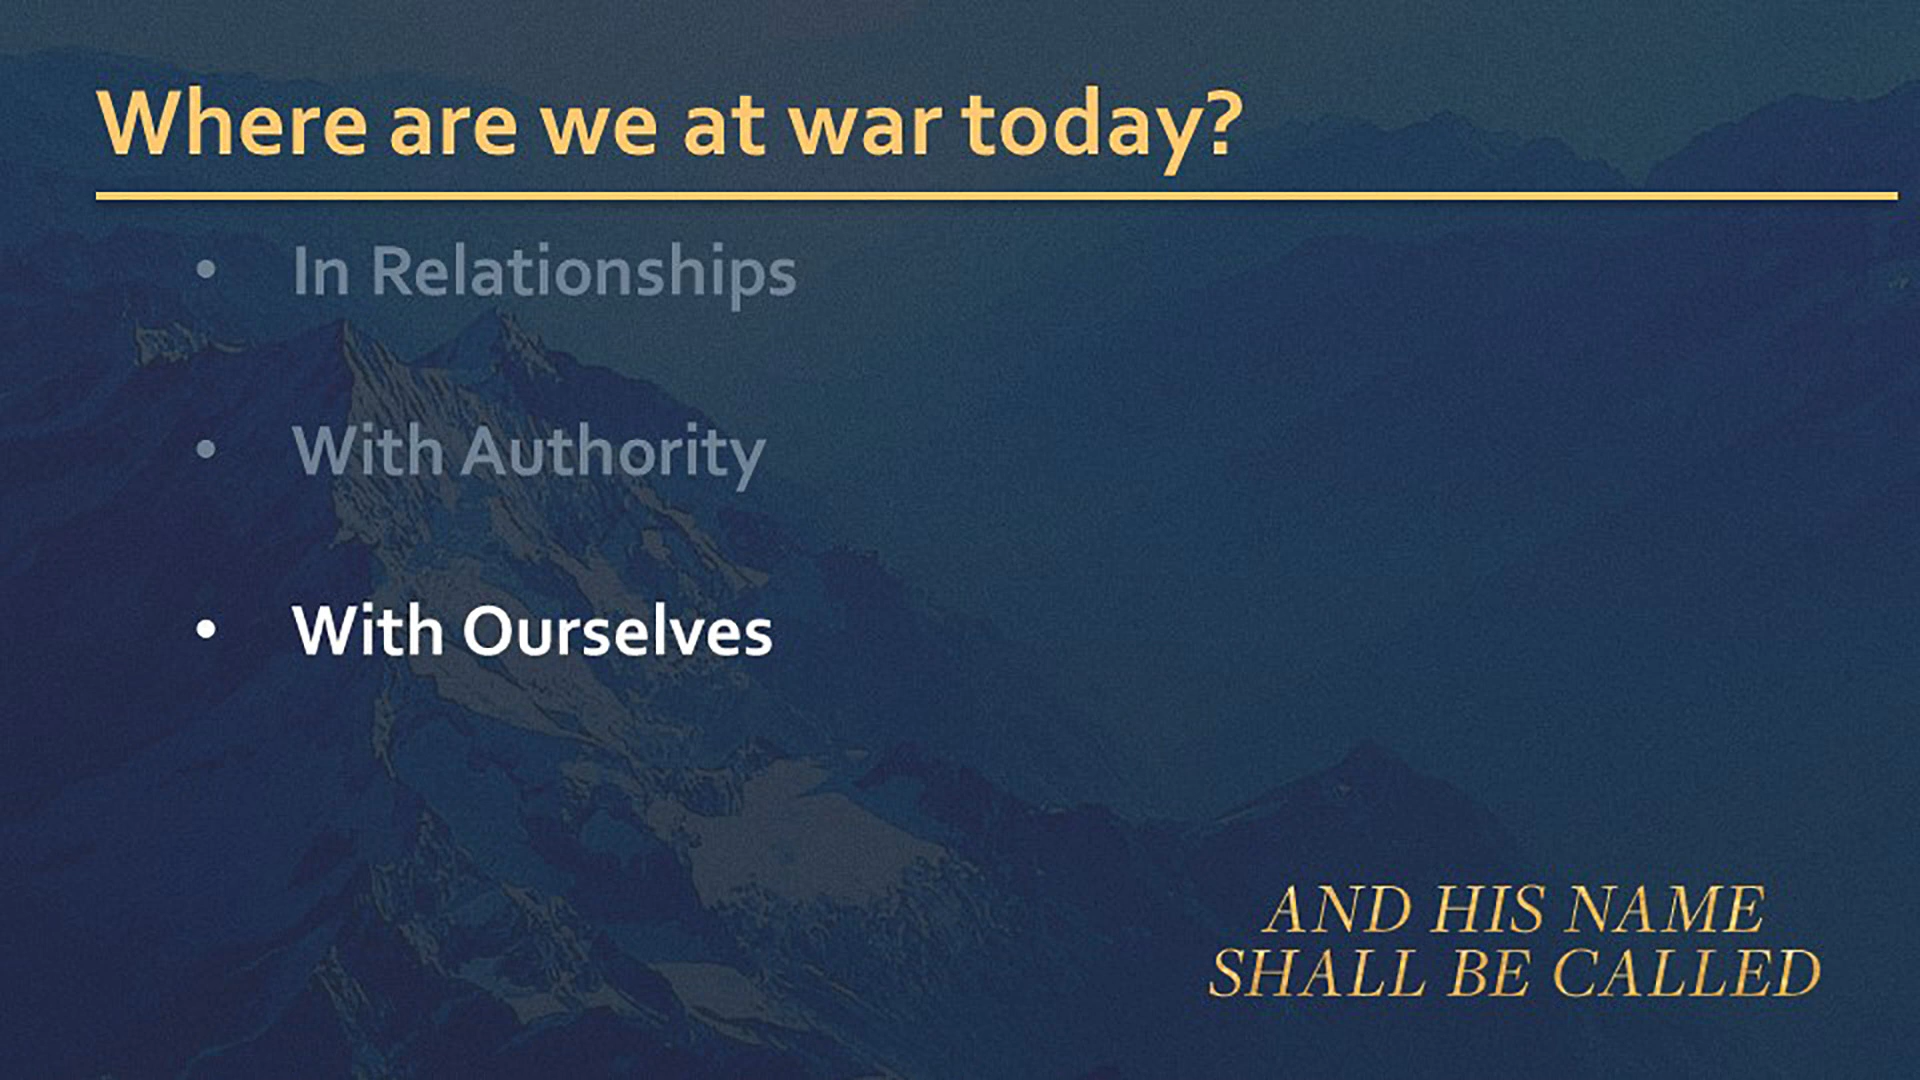 Where are we at war today?
• In Relationships
• With Authority
• With Ourselves
AND HIS NAME
SHALL BE CALLED